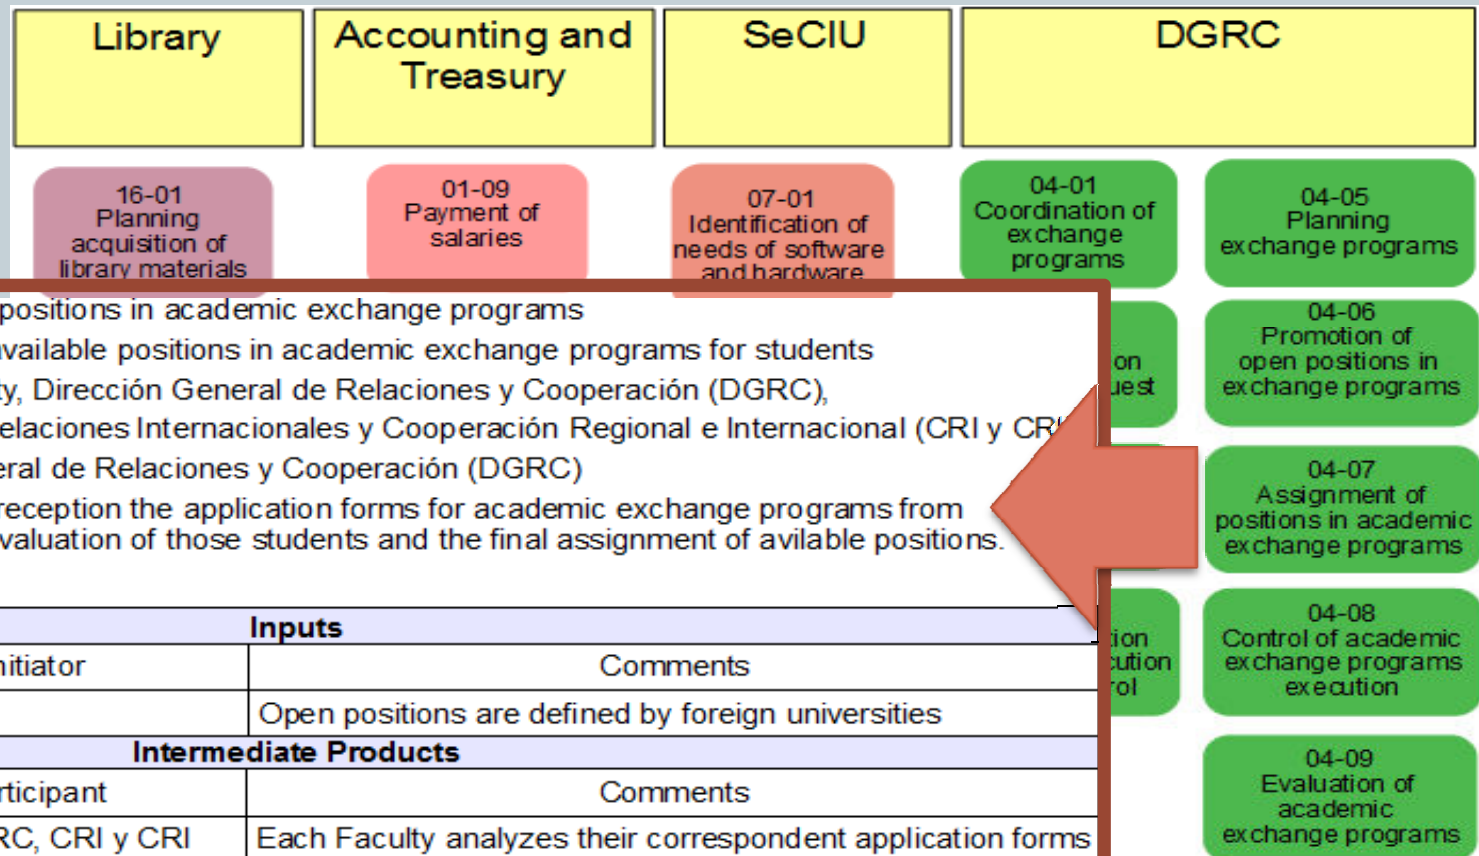 Library
Accounting and
Treasury
SeCIU
DGRC
16-01
Planning
acquisition of
library materials
01-09
Payment of
salaries
07-01
Identification of
needs of software
and hardware
04-01
Coordination of
exchange
programs
04-05
Planning
exchange programs
04-06
Promotion of
open positions in
exchange programs
04-07
Assignment of
positions in academic
exchange programs
04-08
Control of academic
exchange programs
execution
04-09
Evaluation of
academic
exchange programs
positions in academic exchange programs
available positions in academic exchange programs for students
ty, Dirección General de Relaciones y Cooperación (DGRC),
elaciones Internacionales y Cooperación Regional e Internacional (CRI y CRI
eral de Relaciones y Cooperación (DGRC)
reception the application forms for academic exchange programs from
valuation of those students and the final assignment of avilable positions.
Inputs
nitiator Comments
Open positions are defined by foreign universities
Intermediate Products
rticipant Comments
RC, CRI y CRI Each Faculty analyzes their correspondent application forms
on
uest
tion
cution
rol